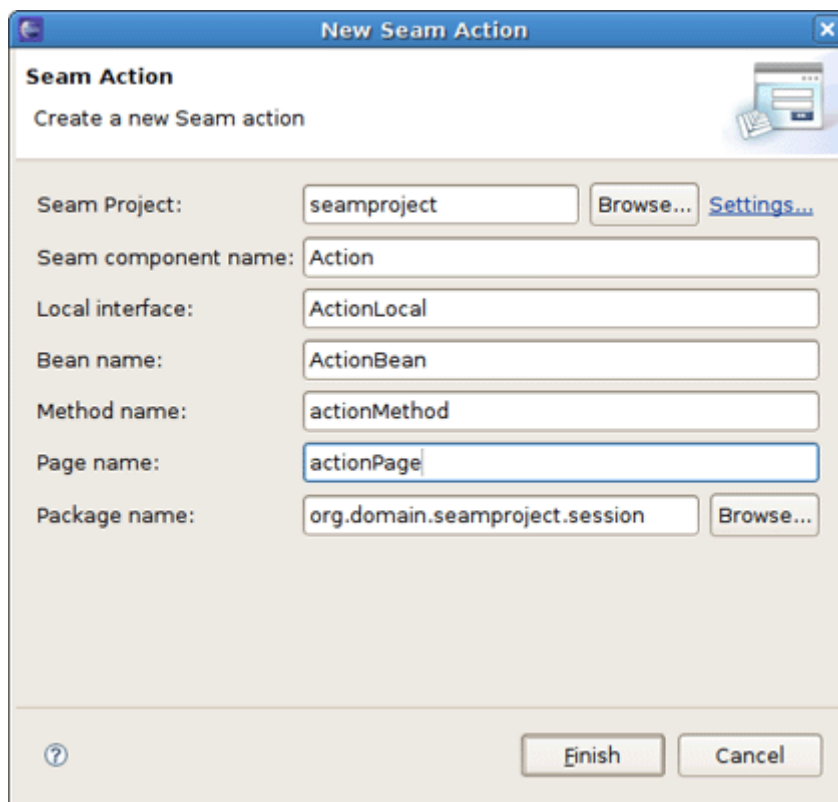 New Seam Action
Seam Action
Create a new Seam action
Seam Project: seamproject Browse... Settings...
Seam component name: Action
Local interface: ActionLocal
Bean name: ActionBean
Method name: actionMethod
Page name: actionPage
Package name: org.domain.seamproject.session Browse...
? Finish Cancel